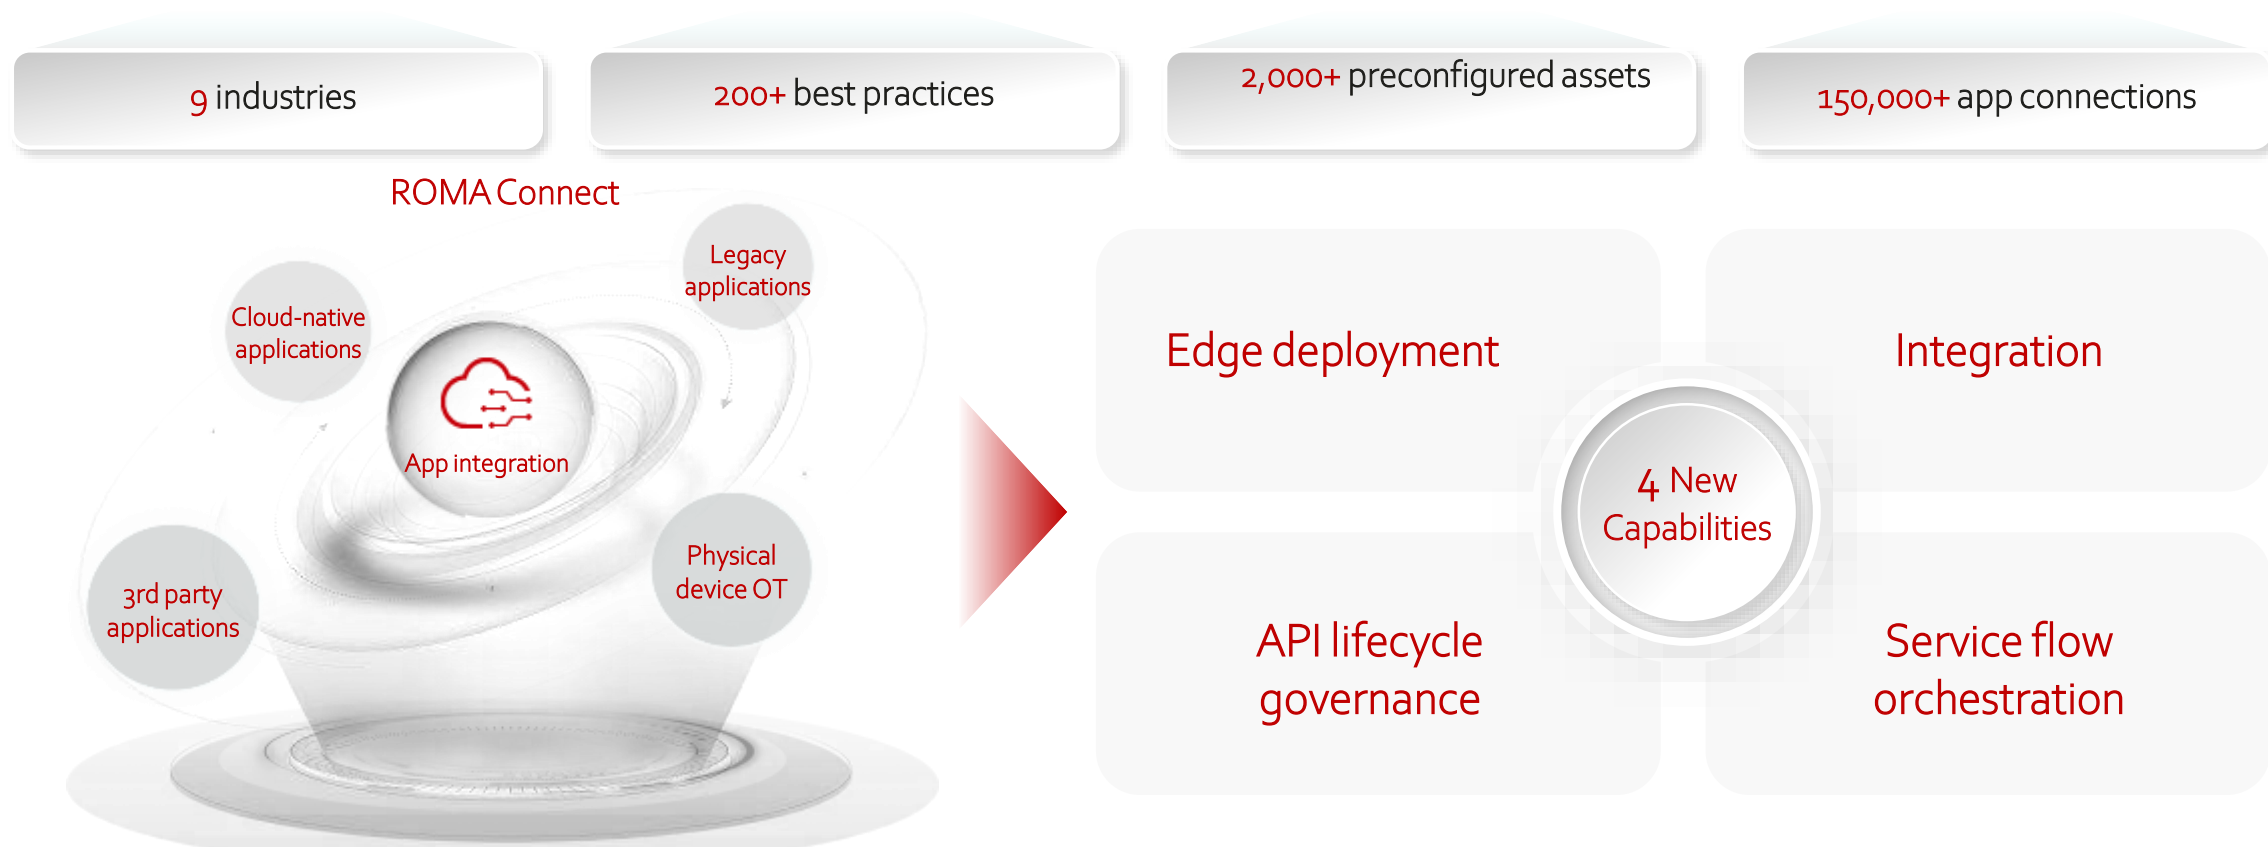 9 industries
200+ best practices
2,000+ preconfigured assets
150,000+ app connections
ROMA Connect
Legacy
applications
Cloud-native
applications
App integration
3rd party
applications
Physical
device OT
Edge deployment
Integration
4 New
Capabilities
API lifecycle
governance
Service flow
orchestration